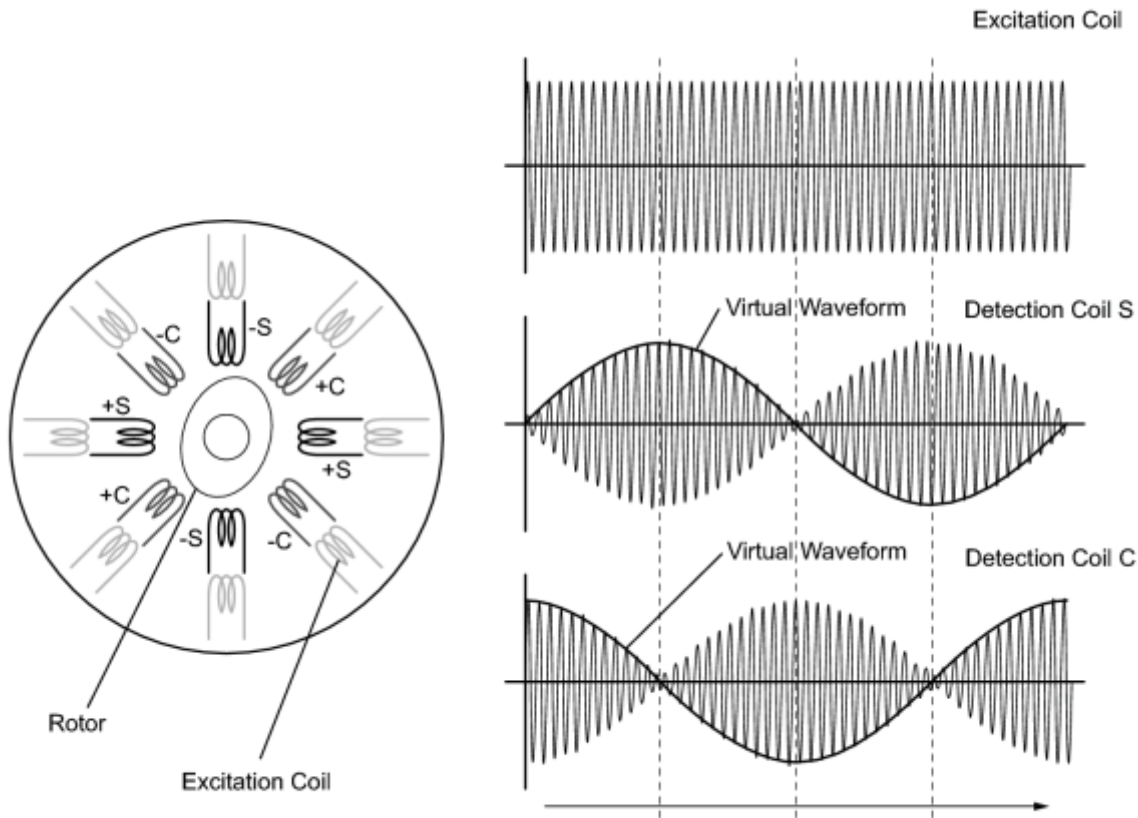 Excitation Coil
Virtual Waveform
Detection Coil S
-C
-S
+C
+S
+S
+C
-S
-C
Virtual Waveform
Detection Coil C
Rotor
Excitation Coil